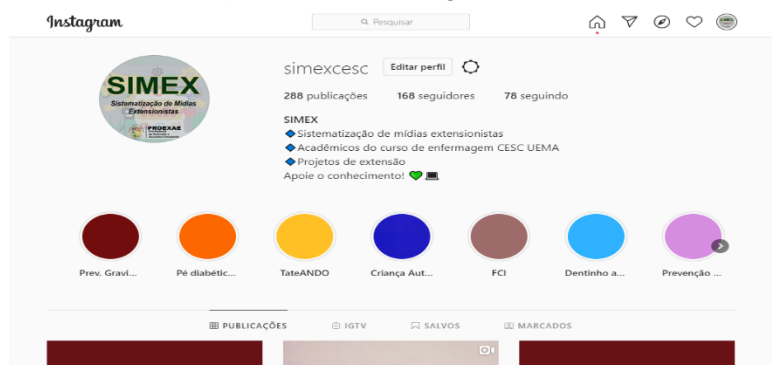 Instagram
Pesquisar
simexcesc Editar perfil
288 publicações 168 seguidores 78 seguindo
SIMEX
Sistematização de mídias extensionistas
Acadêmicos do curso de enfermagem CESC UEMA
Projetos de extensão
Apoie o conhecimento!
SIMEX
Sistematização de Mídias
Extensionistas
PROEXAE
Prev. Gravi... Pé diabétic... TateANDO Criança Aut... FCI Dentinho a... Prevenção ...
PUBLICAÇÕES IGTV SALVOS MARCADOS